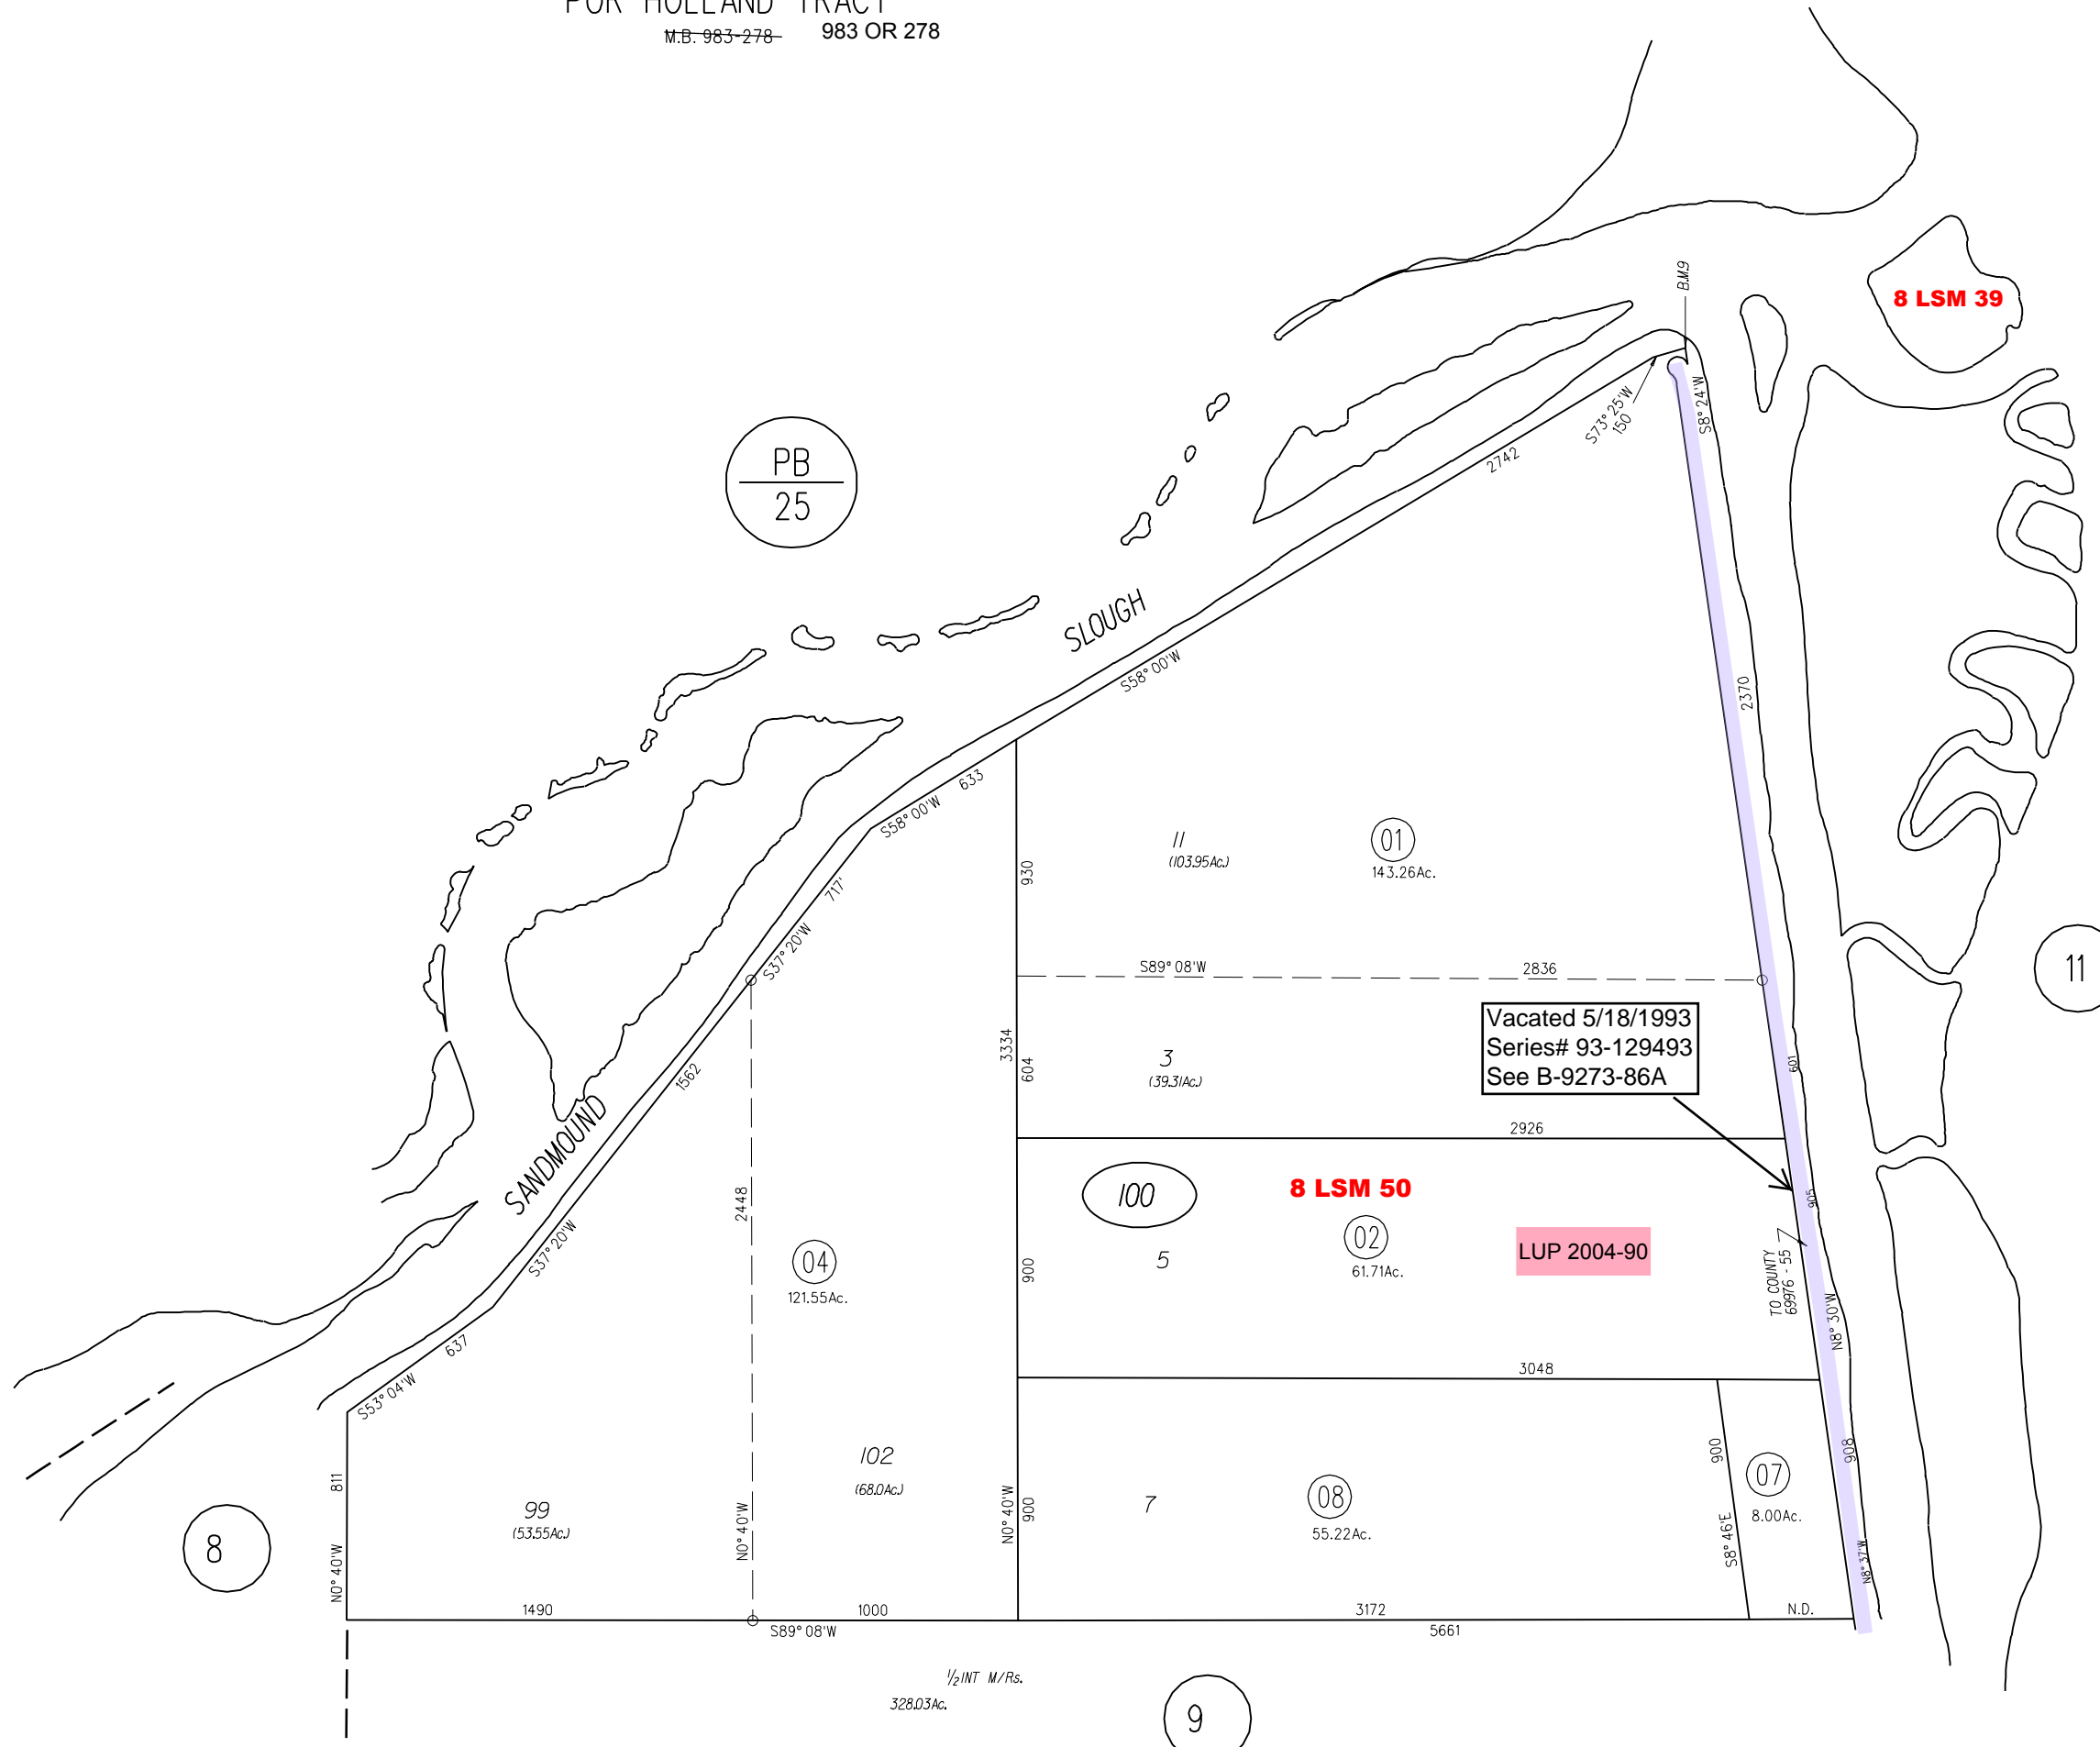 POR HOLLAND TRACT
M.B. 983-278 983 OR 278
B.M.9
8 LSM 39
S73° 25'W
150
S8° 24'W
2742
PB
25
SLOUGH
S58° 00'W
2370
633
S58° 00'W
11
(103.95Ac.)
01
143.26Ac.
930
717'
S37° 20'W
S89° 08'W
2836
11
Vacated 5/18/1993
Series# 93-129493
See B-9273-86A
3334
604
3
(39.31Ac.)
601
1562
SANDMOUND
2926
100
8 LSM 50
905
2448
S37° 20'W
04
121.55Ac.
900
5
02
61.71Ac.
LUP 2004-90
TO COUNTY
69976 - 55
N8° 30'W
637
3048
S53° 04'W
102
(68.0Ac.)
811
99
(53.55Ac.)
N0° 40'W
900
7
08
55.22Ac.
900
07
8.00Ac.
908
8
N0° 40'W
N0° 40'W
S8° 46'E
N8° 37'W
1490
1000
3172
N.D.
S89° 08'W
5661
½ INT M/Rs.
328.03Ac.
9